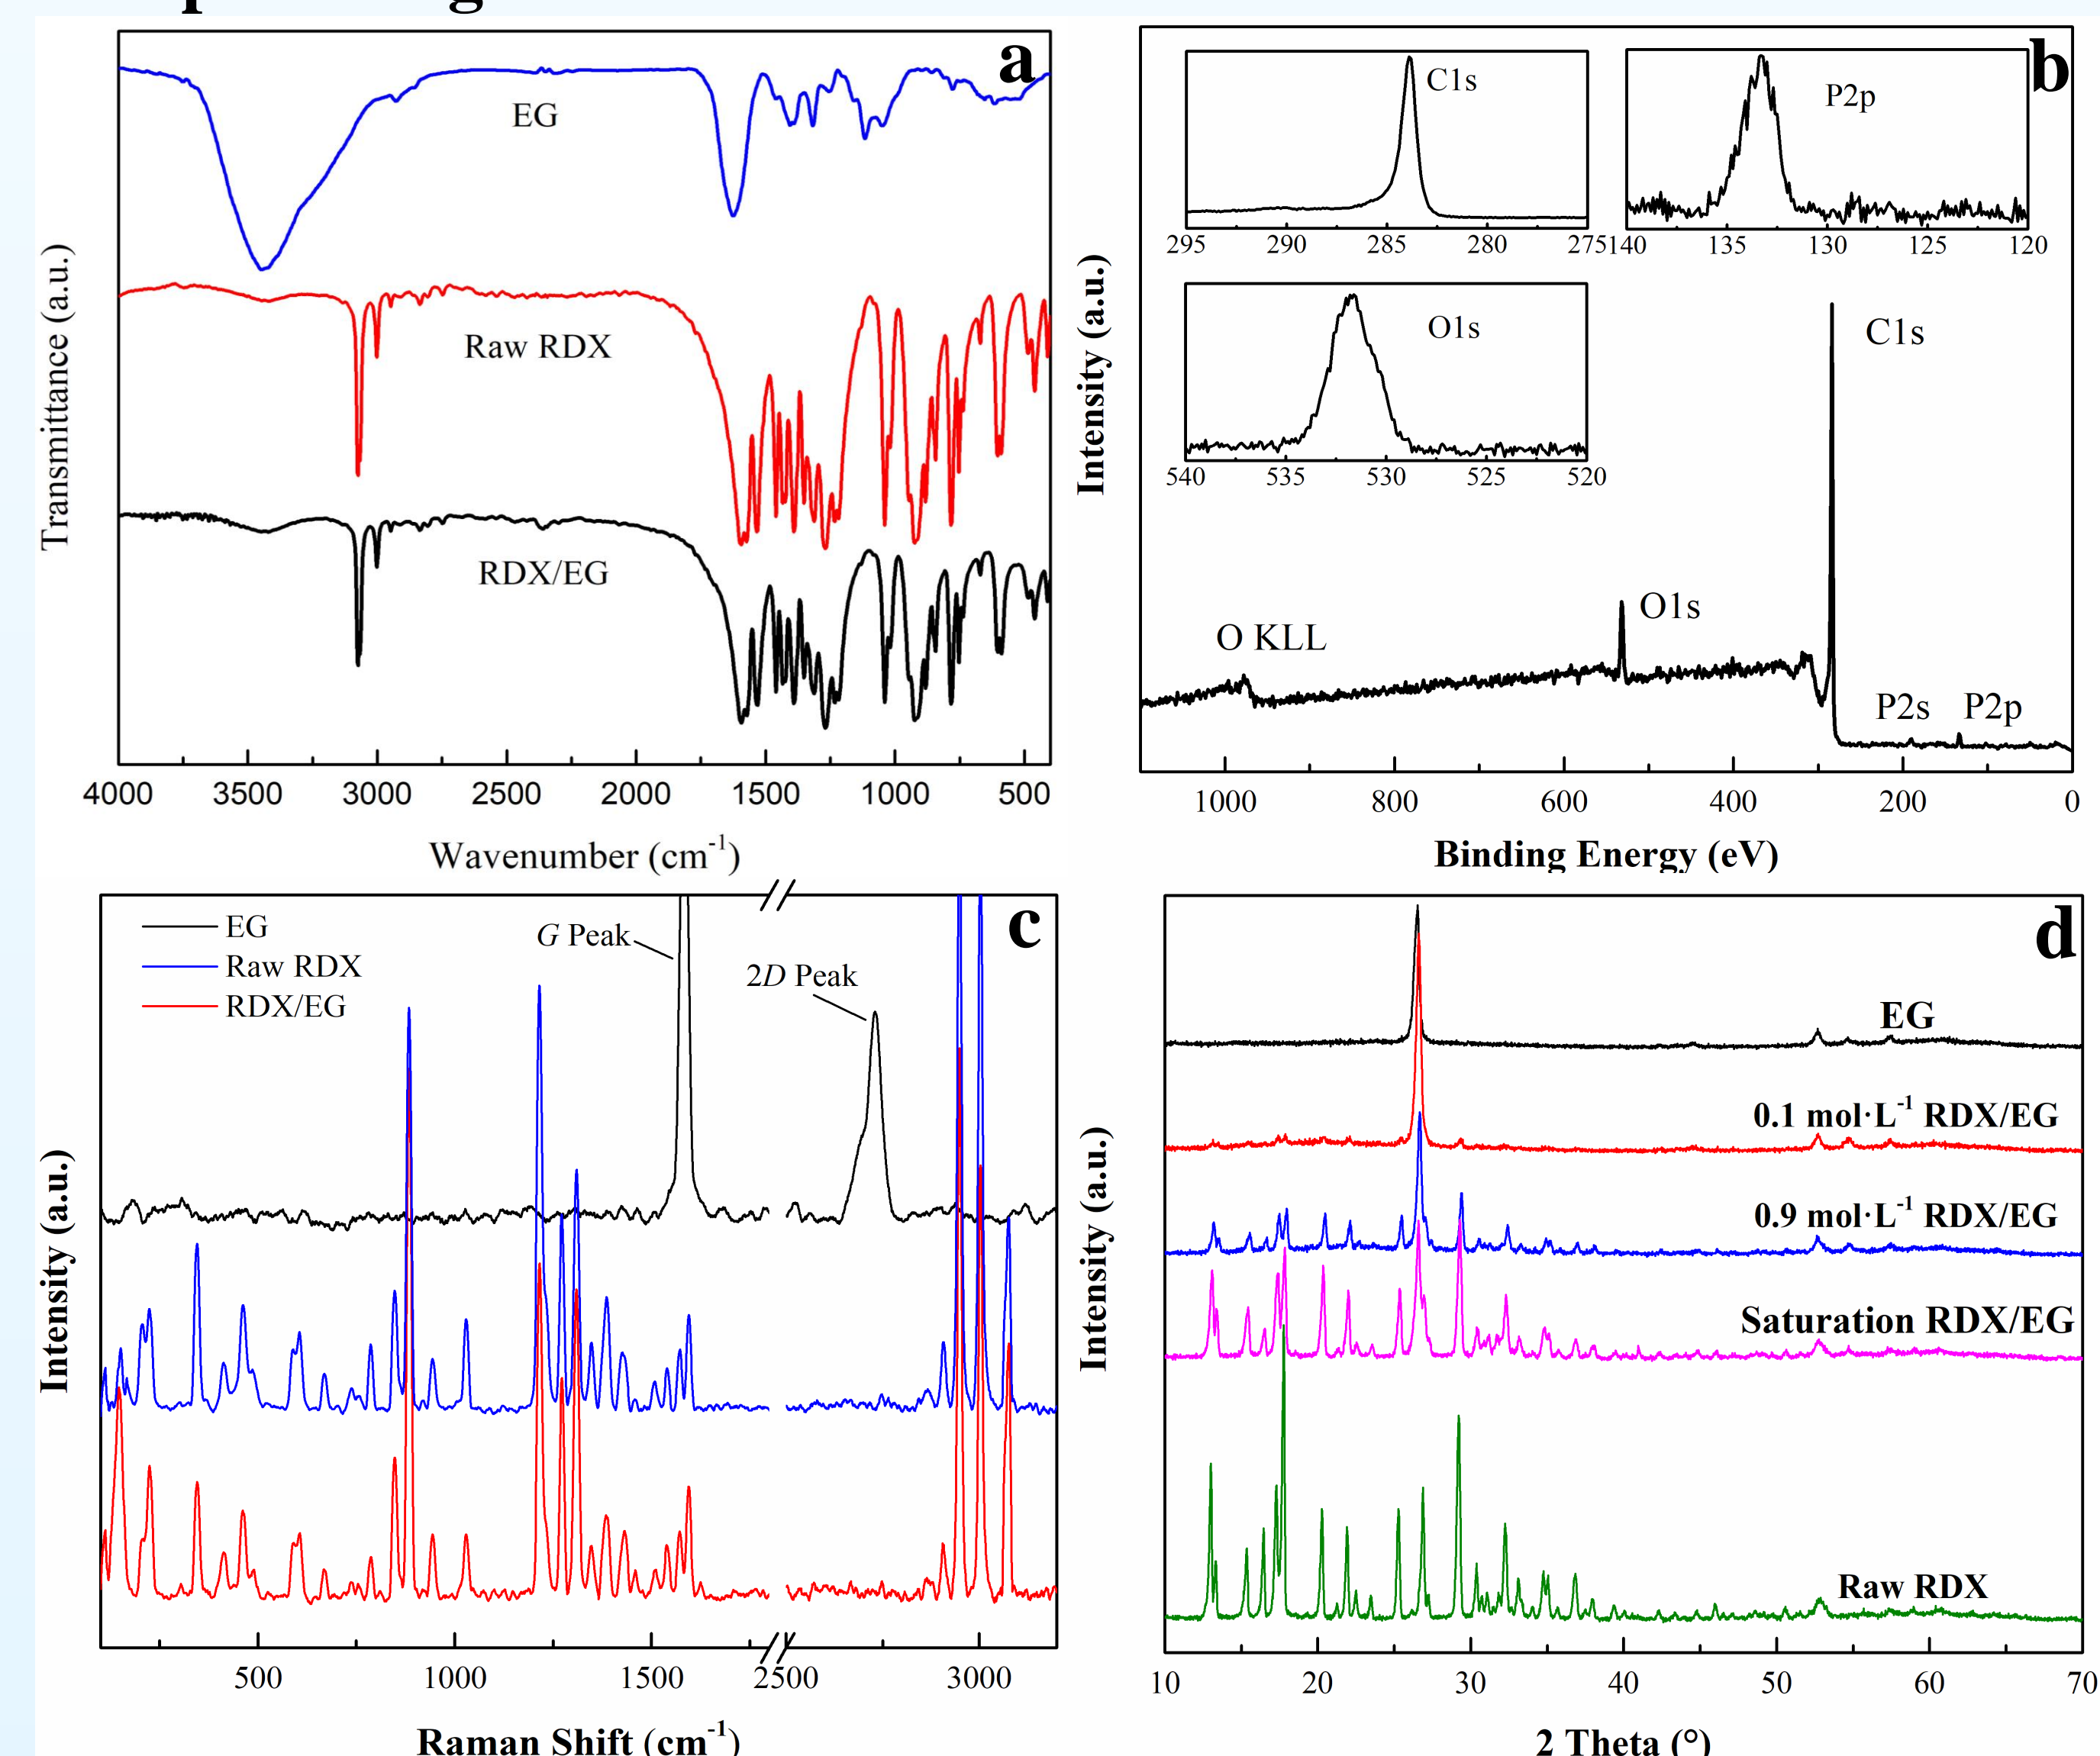 a
EG
Raw RDX
RDX/EG
Transmittance (a.u.)
4000 3500 3000 2500 2000 1500 1000 500
Wavenumber (cm⁻¹)
b
C1s
295 290 285 280 275
P2p
140 135 130 125 120
O1s
540 535 530 525 520
C1s
O1s
O KLL
P2s P2p
Intensity (a.u.)
1000 800 600 400 200 0
Binding Energy (eV)
c
EG
Raw RDX
RDX/EG
G Peak
2D Peak
Intensity (a.u.)
500 1000 1500 2500 3000
Raman Shift (cm⁻¹)
d
EG
0.1 mol·L⁻¹ RDX/EG
0.9 mol·L⁻¹ RDX/EG
Saturation RDX/EG
Raw RDX
Intensity (a.u.)
10 20 30 40 50 60 70
2 Theta (°)